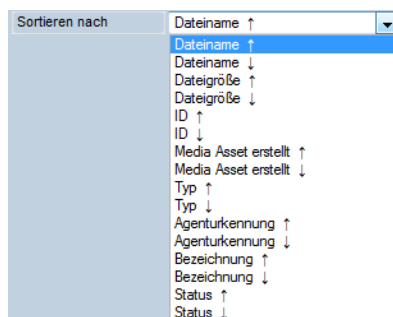 Sortieren nach Dateiname ↑
Dateiname ↑
Dateiname ↓
Dateigröße ↑
Dateigröße ↓
ID ↑
ID ↓
Media Asset erstellt ↑
Media Asset erstellt ↓
Typ ↑
Typ ↓
Agenturkennung ↑
Agenturkennung ↓
Bezeichnung ↑
Bezeichnung ↓
Status ↑
Status ↓